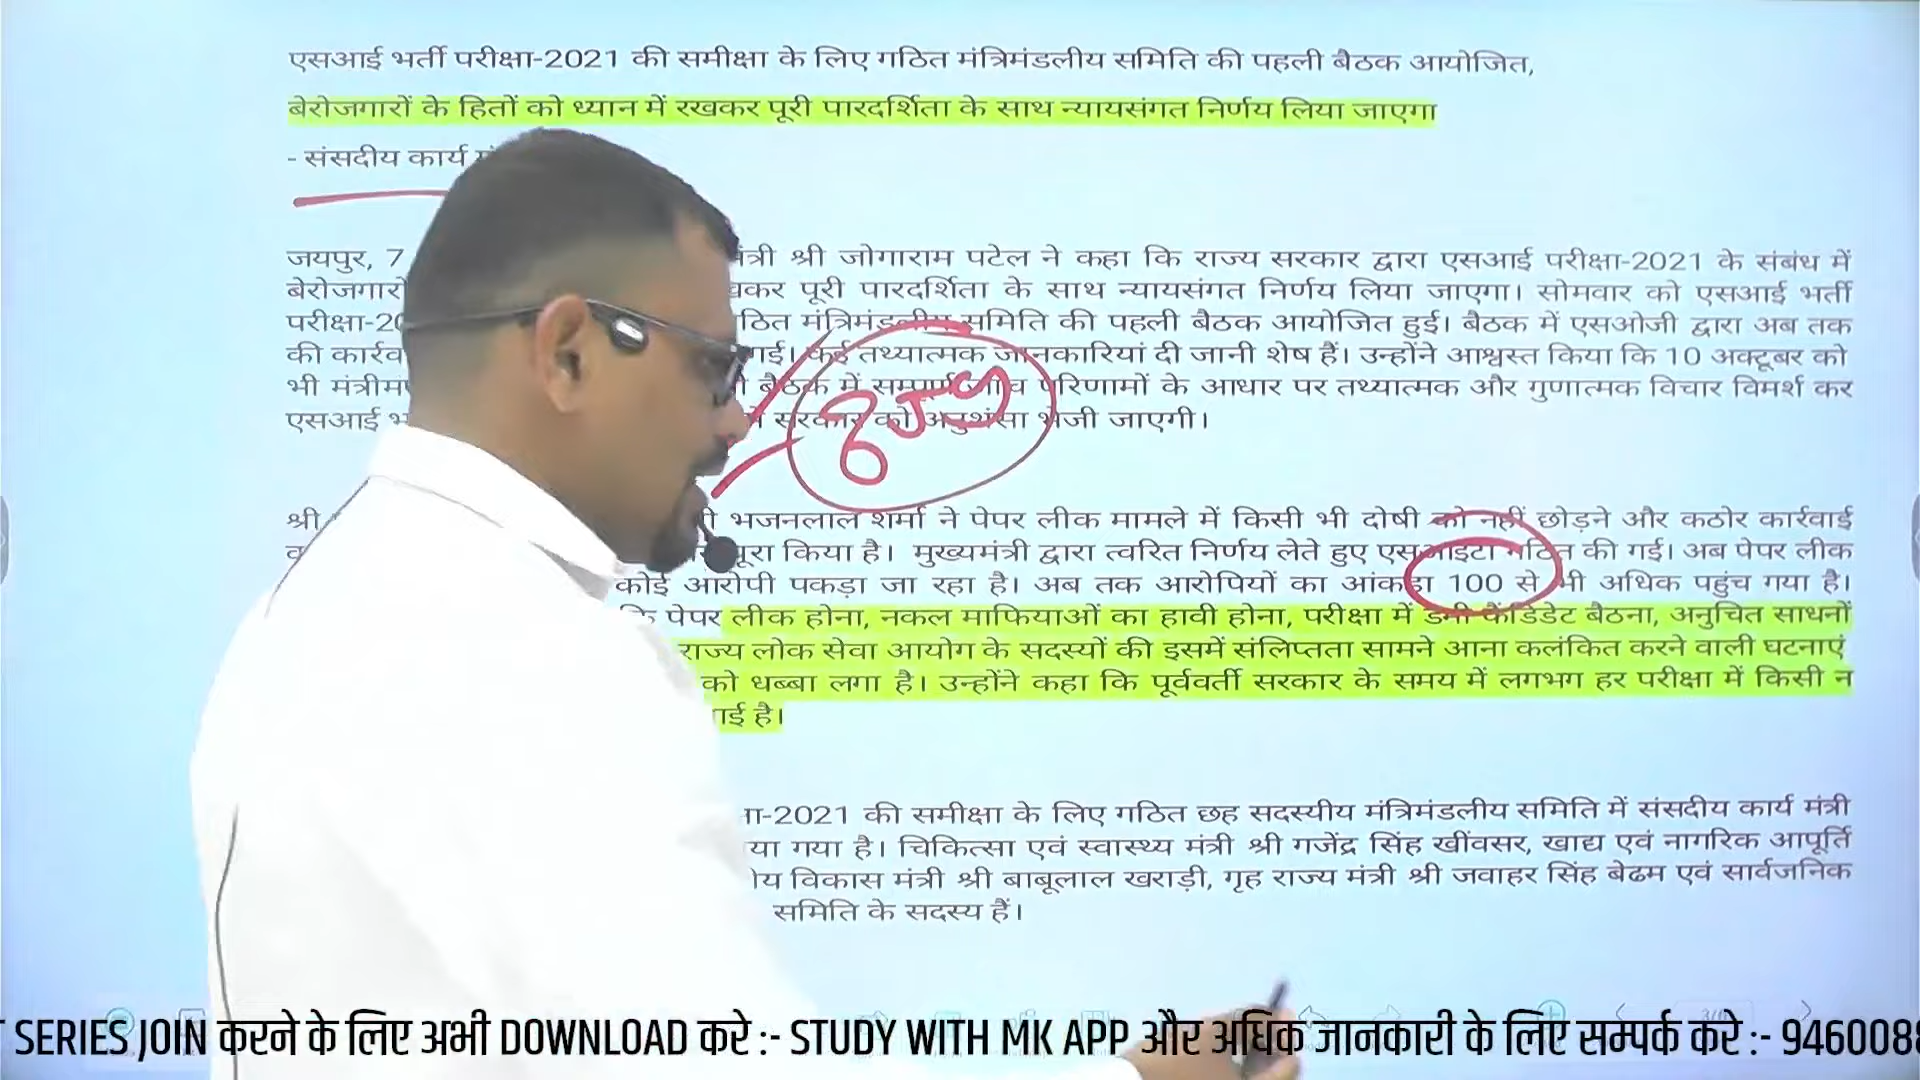 एसआई भर्ती परीक्षा-2021 की समीक्षा के लिए गठित मंत्रिमंडलीय समिति की पहली बैठक आयोजित,
बेरोजगारों के हितों को ध्यान में रखकर पूरी पारदर्शिता के साथ न्यायसंगत निर्णय लिया जाएगा
- संसदीय कार्य
जयपुर, 7 मंत्री श्री जोगाराम पटेल ने कहा कि राज्य सरकार द्वारा एसआई परीक्षा-2021 के संबंध में
बेरोजगारों पूरी पारदर्शिता के साथ न्यायसंगत निर्णय लिया जाएगा। सोमवार को एसआई भर्ती
परीक्षा-20 गठित मंत्रिमंडलीय समिति की पहली बैठक आयोजित हुई। बैठक में एसओजी द्वारा अब तक
की गई। कई तथ्यात्मक जानकारियां दी जानी शेष हैं। उन्होंने आश्वस्त किया कि 10 अक्टूबर को
भी बैठक में सम्पूर्ण परिणामों के आधार पर तथ्यात्मक और गुणात्मक विचार विमर्श कर
एसआई सरकार को अनुशंसा भेजी जाएगी।
श्री भजनलाल शर्मा ने पेपर लीक मामले में किसी भी दोषी को नहीं छोड़ने और कठोर कार्रवाई
पूरा किया है। मुख्यमंत्री द्वारा त्वरित निर्णय लेते हुए एसआइटी गठित की गई। अब पेपर लीक
कोई आरोपी पकड़ा जा रहा है। अब तक आरोपियों का आंकड़ा 100 से भी अधिक पहुंच गया है।
कि पेपर लीक होना, नकल माफियाओं का हावी होना, परीक्षा में डमी कैंडिडेट बैठना, अनुचित साधनों
राज्य लोक सेवा आयोग के सदस्यों की इसमें संलिप्तता सामने आना कलंकित करने वाली घटनाएं
को धब्बा लगा है। उन्होंने कहा कि पूर्ववर्ती सरकार के समय में लगभग हर परीक्षा में किसी न
है।
-2021 की समीक्षा के लिए गठित छह सदस्यीय मंत्रिमंडलीय समिति में संसदीय कार्य मंत्री
गया है। चिकित्सा एवं स्वास्थ्य मंत्री श्री गजेंद्र सिंह खींवसर, खाद्य एवं नागरिक आपूर्ति
विकास मंत्री श्री बाबूलाल खराड़ी, गृह राज्य मंत्री श्री जवाहर सिंह बेढम एवं सार्वजनिक
समिति के सदस्य हैं।
SERIES JOIN करने के लिए अभी DOWNLOAD करे :- STUDY WITH MK APP और अधिक जानकारी के लिए सम्पर्क करे :- 946008